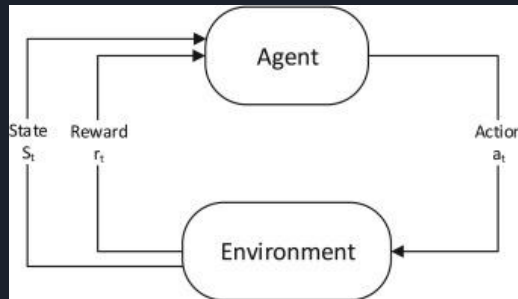 Agent
State
Sₜ
Reward
rₜ
Action
aₜ
Environment